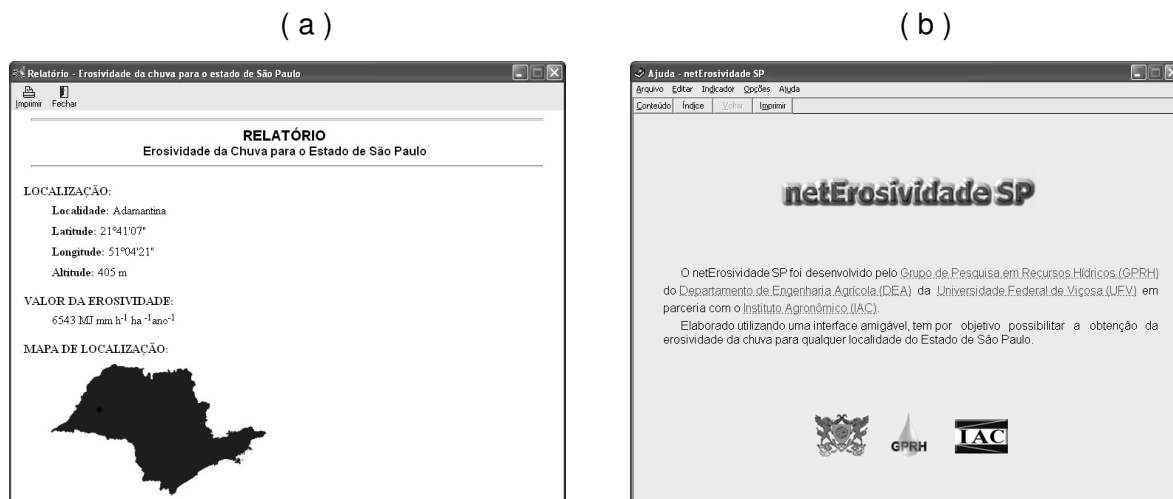 ( a )
Relatório - Erosividade da chuva para o estado de São Paulo
Imprimir Fechar
RELATÓRIO
Erosividade da Chuva para o Estado de São Paulo
LOCALIZAÇÃO:
Localidade: Adamantina
Latitude: 21º41'07"
Longitude: 51º04'21"
Altitude: 405 m
VALOR DA EROSIVIDADE:
6543 MJ mm h-1 ha -1ano-1
MAPA DE LOCALIZAÇÃO:
( b )
Ajuda - netErosividade SP
Arquivo Editar Indicador Opções Ajuda
Conteúdo Índice Voltar Imprimir
netErosividade SP
O netErosividade SP foi desenvolvido pelo Grupo de Pesquisa em Recursos Hídricos (GPRH)
do Departamento de Engenharia Agrícola (DEA) da Universidade Federal de Viçosa (UFV) em
parceria com o Instituto Agronômico (IAC).
Elaborado utilizando uma interface amigável, tem por objetivo possibilitar a obtenção da
erosividade da chuva para qualquer localidade do Estado de São Paulo.
GPRH
IAC